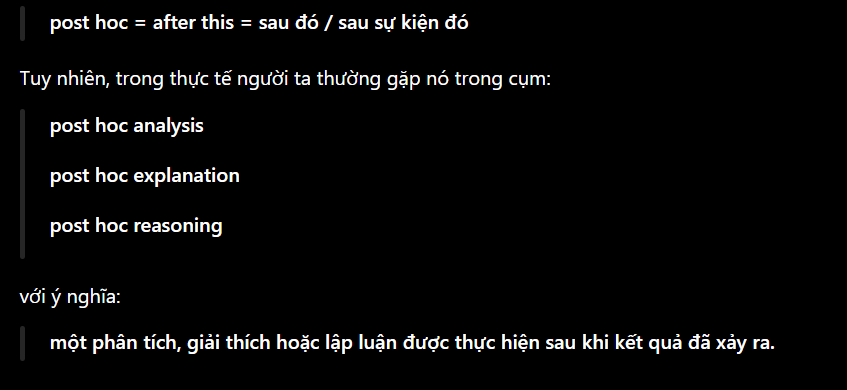 post hoc = after this = sau đó / sau sự kiện đó
Tuy nhiên, trong thực tế người ta thường gặp nó trong cụm:
post hoc analysis
post hoc explanation
post hoc reasoning
với ý nghĩa:
một phân tích, giải thích hoặc lập luận được thực hiện sau khi kết quả đã xảy ra.